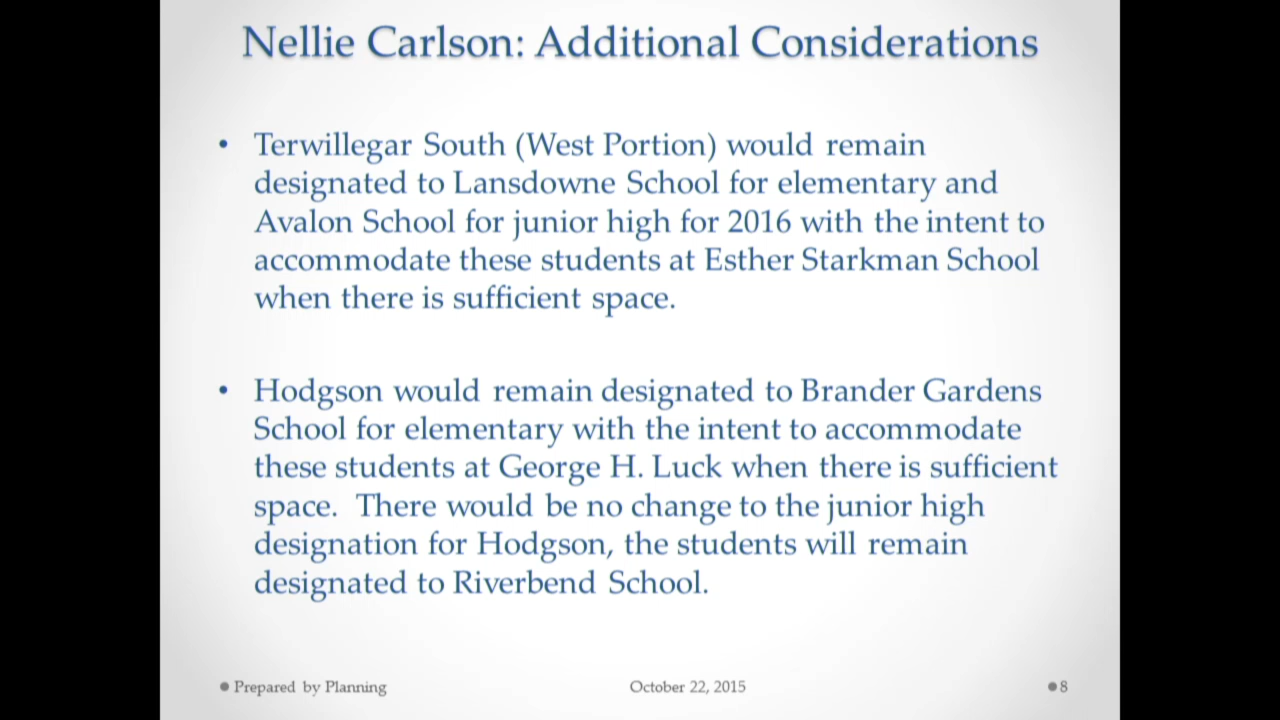 Nellie Carlson: Additional Considerations
• Terwillegar South (West Portion) would remain
designated to Lansdowne School for elementary and
Avalon School for junior high for 2016 with the intent to
accommodate these students at Esther Starkman School
when there is sufficient space.
• Hodgson would remain designated to Brander Gardens
School for elementary with the intent to accommodate
these students at George H. Luck when there is sufficient
space. There would be no change to the junior high
designation for Hodgson, the students will remain
designated to Riverbend School.
● Prepared by Planning October 22, 2015 ●8